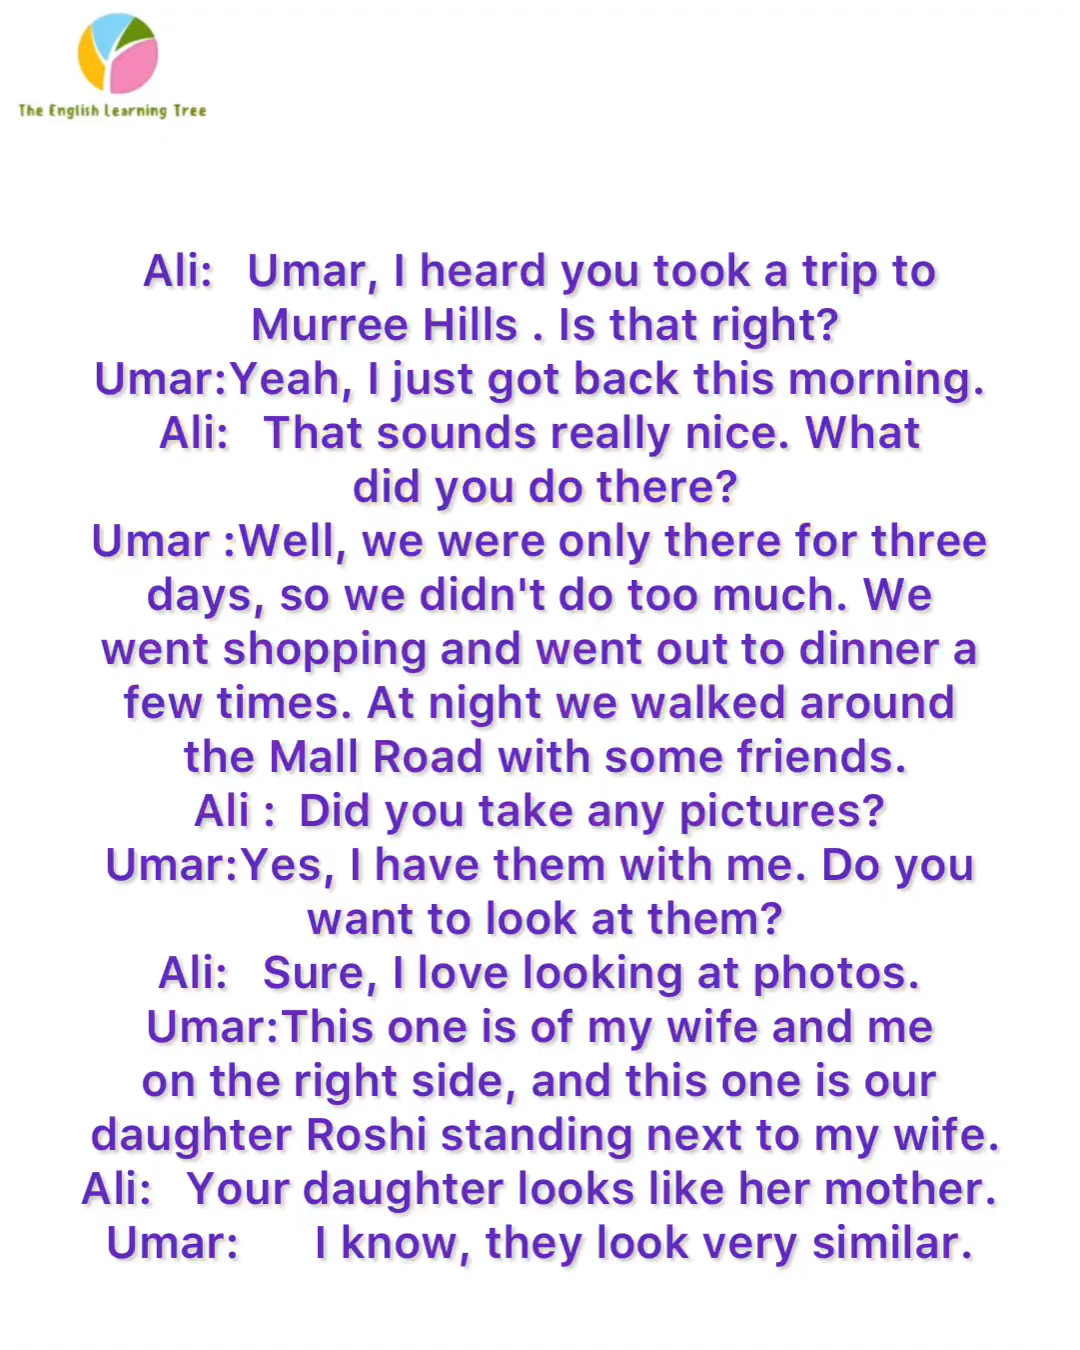 The English Learning Tree
Ali: Umar, I heard you took a trip to
Murree Hills . Is that right?
Umar:Yeah, I just got back this morning.
Ali: That sounds really nice. What
did you do there?
Umar :Well, we were only there for three
days, so we didn't do too much. We
went shopping and went out to dinner a
few times. At night we walked around
the Mall Road with some friends.
Ali : Did you take any pictures?
Umar:Yes, I have them with me. Do you
want to look at them?
Ali: Sure, I love looking at photos.
Umar:This one is of my wife and me
on the right side, and this one is our
daughter Roshi standing next to my wife.
Ali: Your daughter looks like her mother.
Umar: I know, they look very similar.